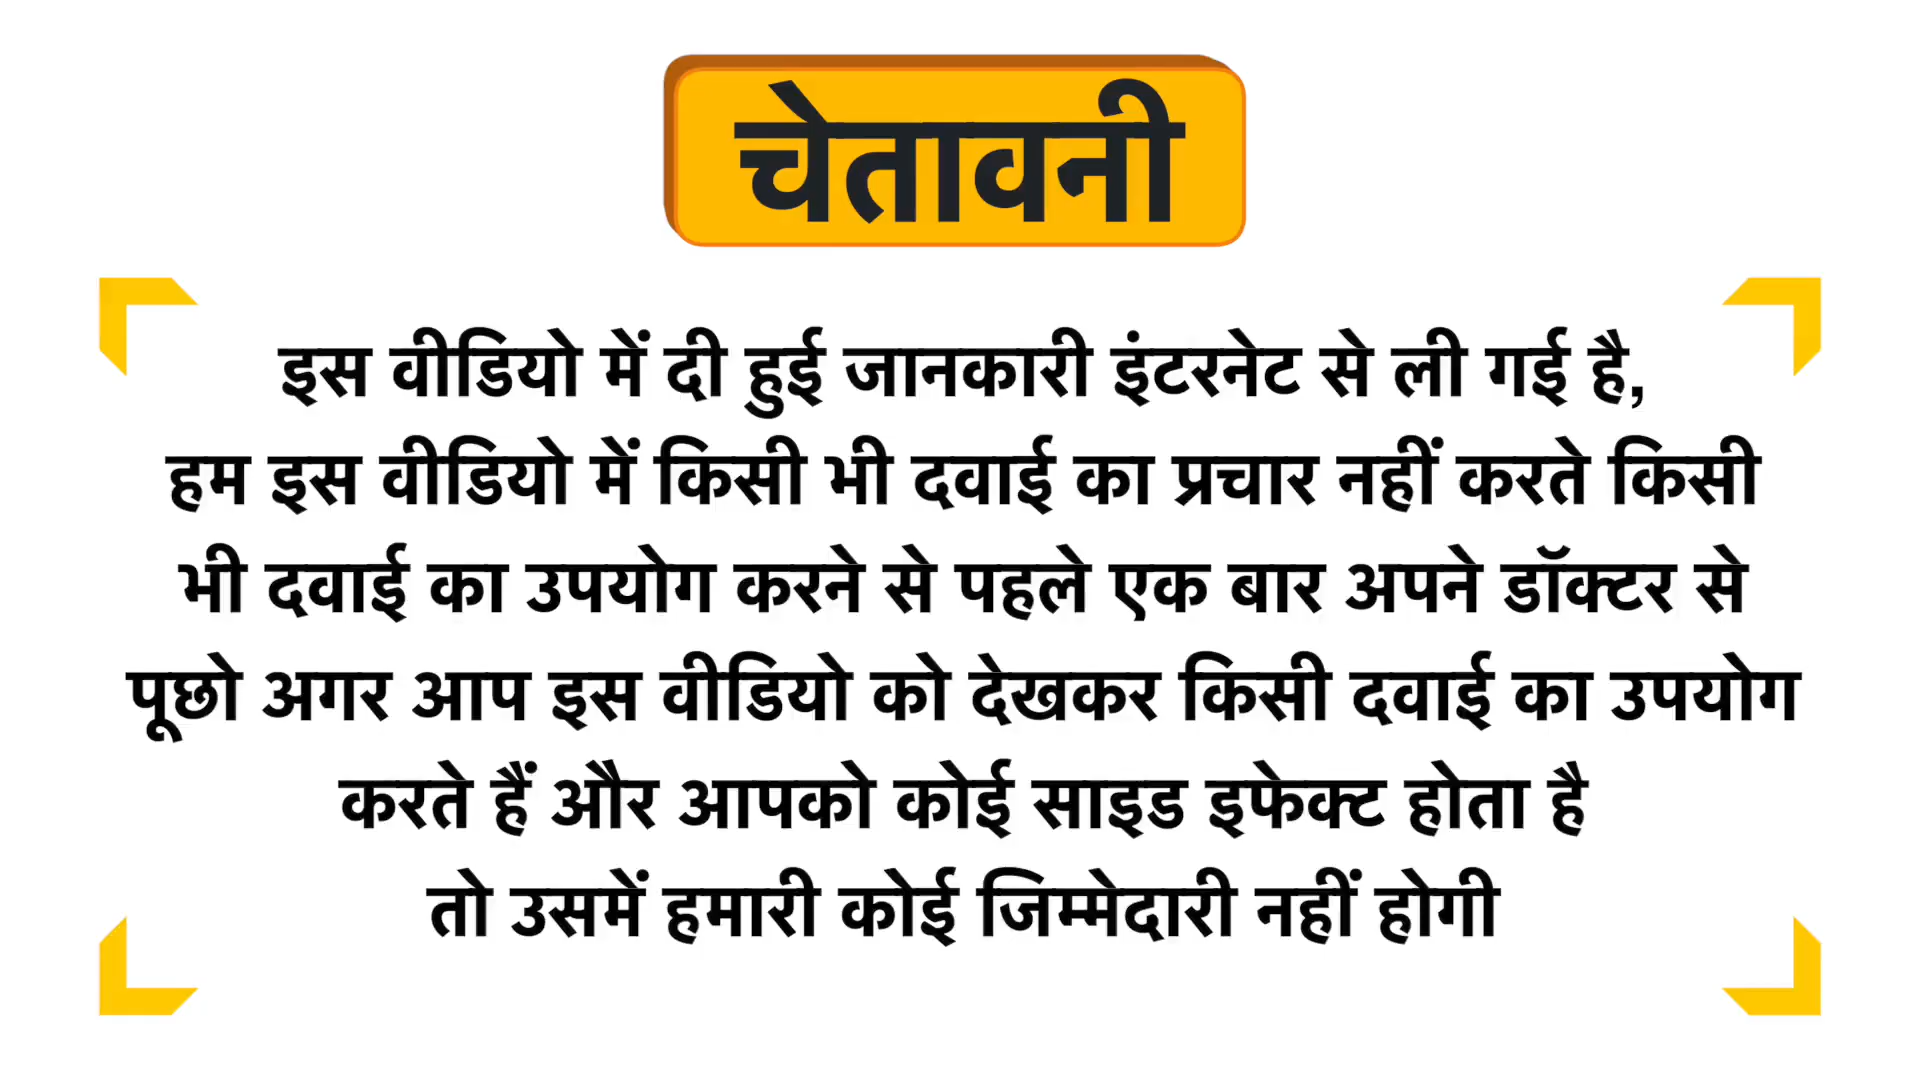 चेतावनी
इस वीडियो में दी हुई जानकारी इंटरनेट से ली गई है,
हम इस वीडियो में किसी भी दवाई का प्रचार नहीं करते किसी
भी दवाई का उपयोग करने से पहले एक बार अपने डॉक्टर से
पूछो अगर आप इस वीडियो को देखकर किसी दवाई का उपयोग
करते हैं और आपको कोई साइड इफेक्ट होता है
तो उसमें हमारी कोई जिम्मेदारी नहीं होगी